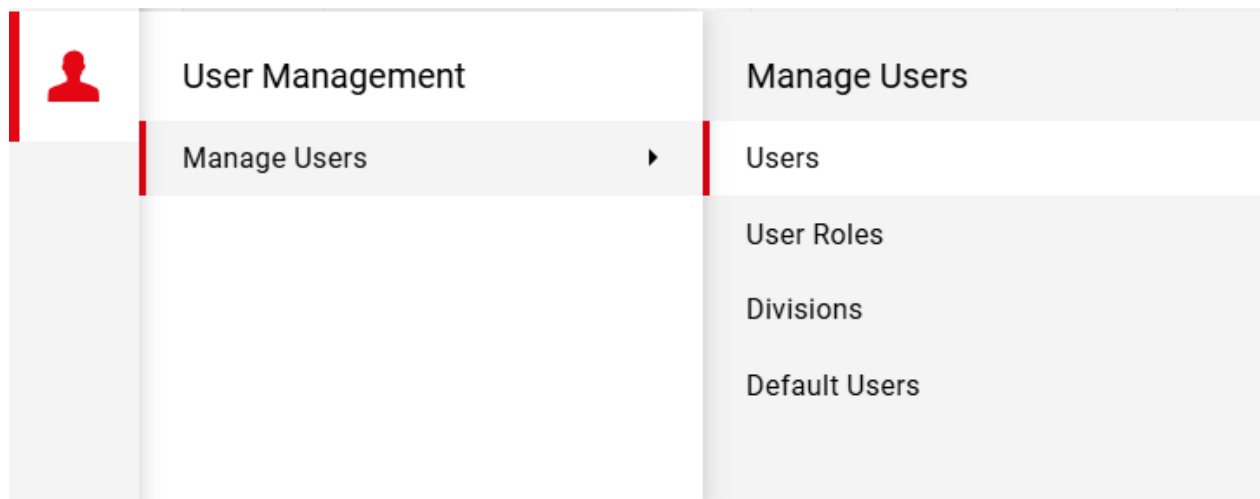 User Management
Manage Users
Manage Users
Users
User Roles
Divisions
Default Users